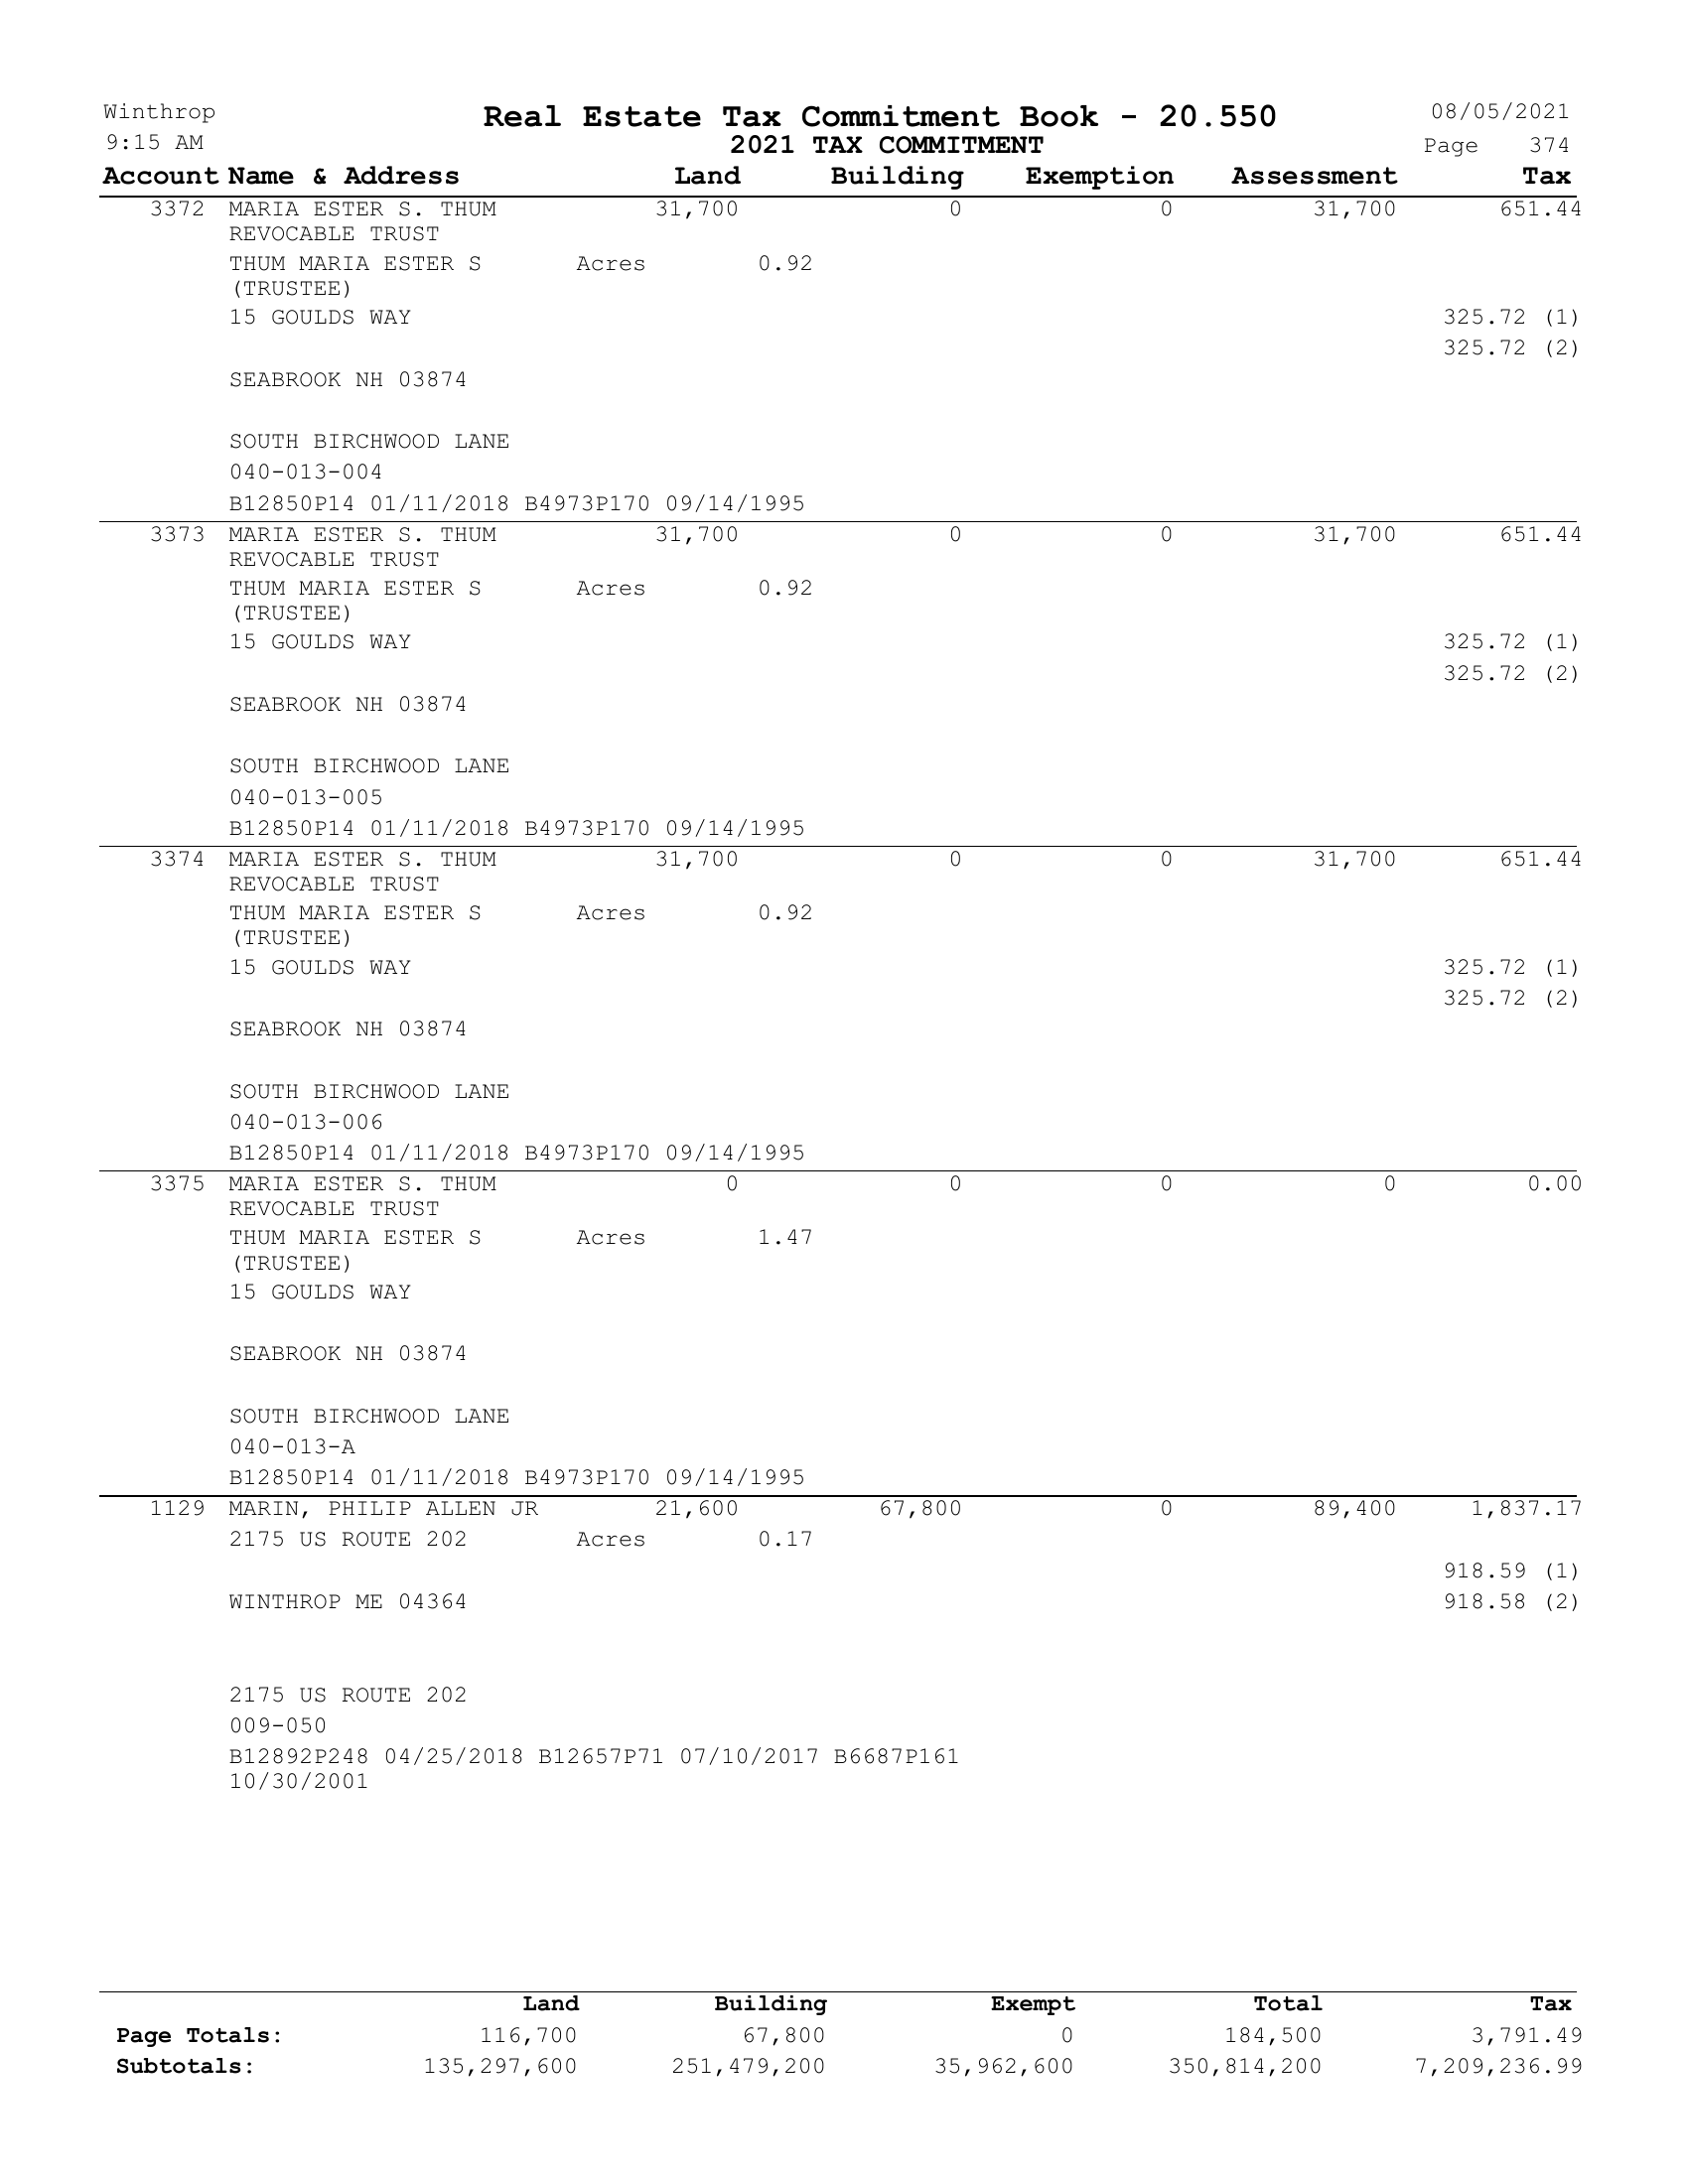 Winthrop Real Estate Tax Commitment Book - 20.550 08/05/2021
9:15 AM 2021 TAX COMMITMENT Page 374
Account Name & Address Land Building Exemption Assessment Tax
3372 MARIA ESTER S. THUM 31,700 0 0 31,700 651.44
REVOCABLE TRUST
THUM MARIA ESTER S Acres 0.92
(TRUSTEE)
15 GOULDS WAY 325.72 (1)
325.72 (2)
SEABROOK NH 03874
SOUTH BIRCHWOOD LANE
040-013-004
B12850P14 01/11/2018 B4973P170 09/14/1995
3373 MARIA ESTER S. THUM 31,700 0 0 31,700 651.44
REVOCABLE TRUST
THUM MARIA ESTER S Acres 0.92
(TRUSTEE)
15 GOULDS WAY 325.72 (1)
325.72 (2)
SEABROOK NH 03874
SOUTH BIRCHWOOD LANE
040-013-005
B12850P14 01/11/2018 B4973P170 09/14/1995
3374 MARIA ESTER S. THUM 31,700 0 0 31,700 651.44
REVOCABLE TRUST
THUM MARIA ESTER S Acres 0.92
(TRUSTEE)
15 GOULDS WAY 325.72 (1)
325.72 (2)
SEABROOK NH 03874
SOUTH BIRCHWOOD LANE
040-013-006
B12850P14 01/11/2018 B4973P170 09/14/1995
3375 MARIA ESTER S. THUM 0 0 0 0 0.00
REVOCABLE TRUST
THUM MARIA ESTER S Acres 1.47
(TRUSTEE)
15 GOULDS WAY
SEABROOK NH 03874
SOUTH BIRCHWOOD LANE
040-013-A
B12850P14 01/11/2018 B4973P170 09/14/1995
1129 MARIN, PHILIP ALLEN JR 21,600 67,800 0 89,400 1,837.17
2175 US ROUTE 202 Acres 0.17
918.59 (1)
WINTHROP ME 04364 918.58 (2)
2175 US ROUTE 202
009-050
B12892P248 04/25/2018 B12657P71 07/10/2017 B6687P161
10/30/2001
Land Building Exempt Total Tax
Page Totals: 116,700 67,800 0 184,500 3,791.49
Subtotals: 135,297,600 251,479,200 35,962,600 350,814,200 7,209,236.99